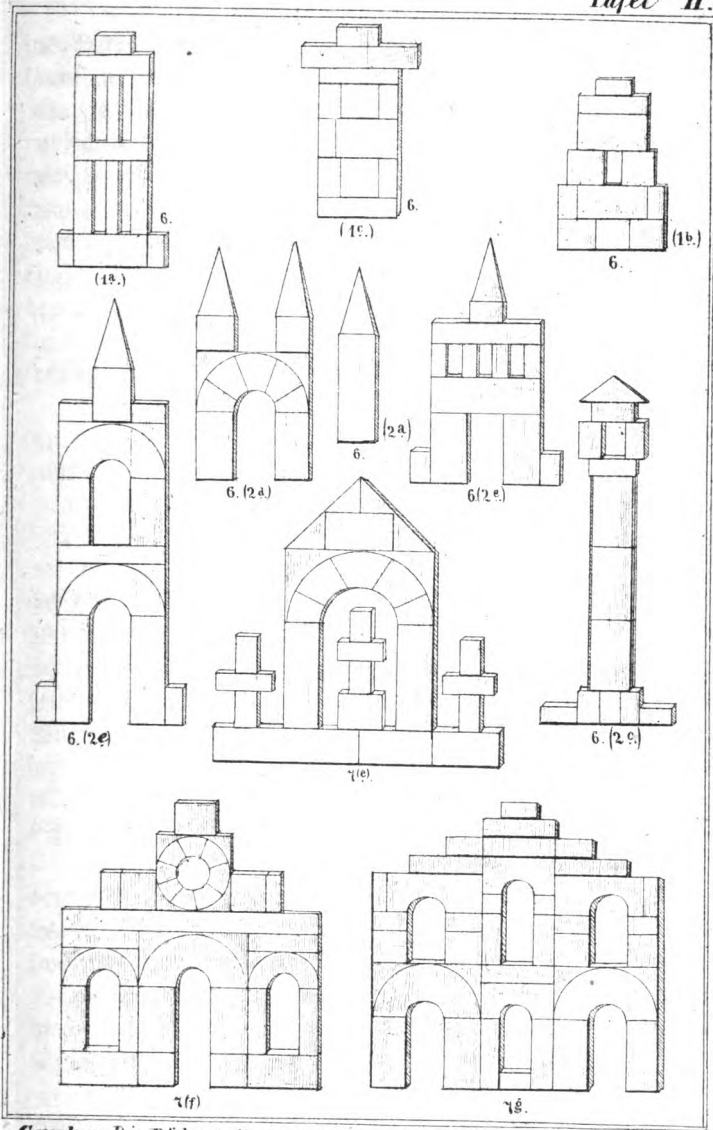 Tafel II.
6.
(1ª.)
6.
(1c.)
(1b.)
6.
6. (2d.)
(2a.)
6.
6(2e.)
6. (2e)
7(e)
6. (2c.)
7(f)
7g.